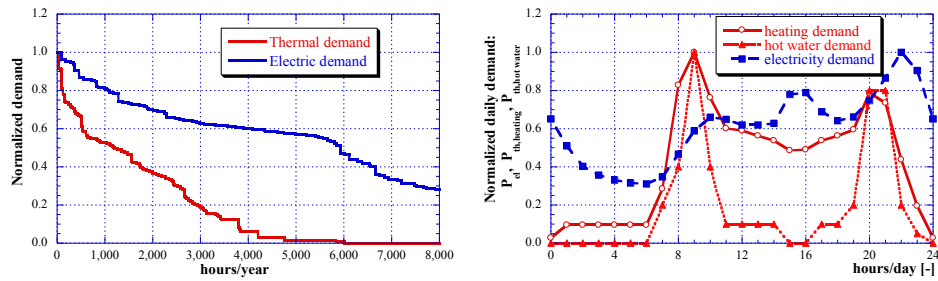 Normalized demand
1.2
1.0
0.8
0.6
0.4
0.2
0.0
Thermal demand
Electric demand
0 1,000 2,000 3,000 4,000 5,000 6,000 7,000 8,000
hours/year
Normalized daily demand:
P_el, P_th,heating, P_th,hot water
1.2
1.0
0.8
0.6
0.4
0.2
0.0
heating demand
hot water demand
electricity demand
0 4 8 12 16 20 24
hours/day [-]